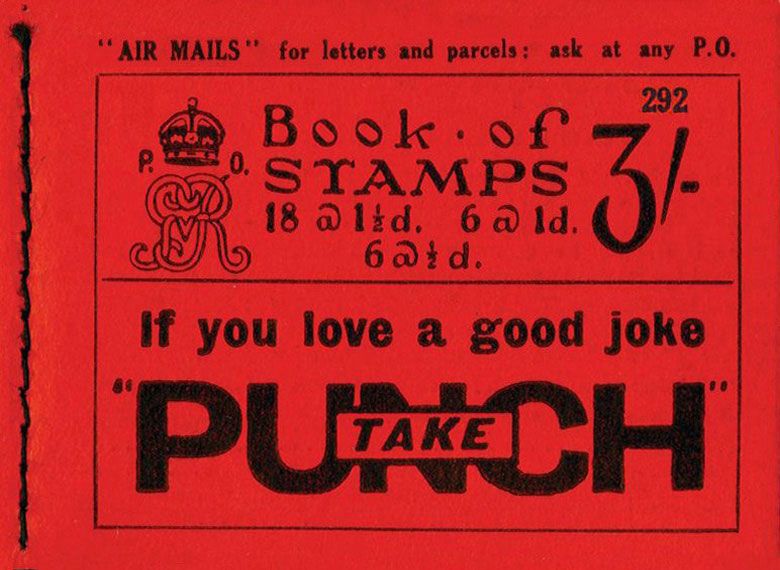 "AIR MAILS" for letters and parcels: ask at any P.O.
292
P. O.
Book · of
STAMPS
3/-
18 @ 1½d. 6 @ 1d.
6 @ ½d.
If you love a good joke
"PUNCH"
TAKE